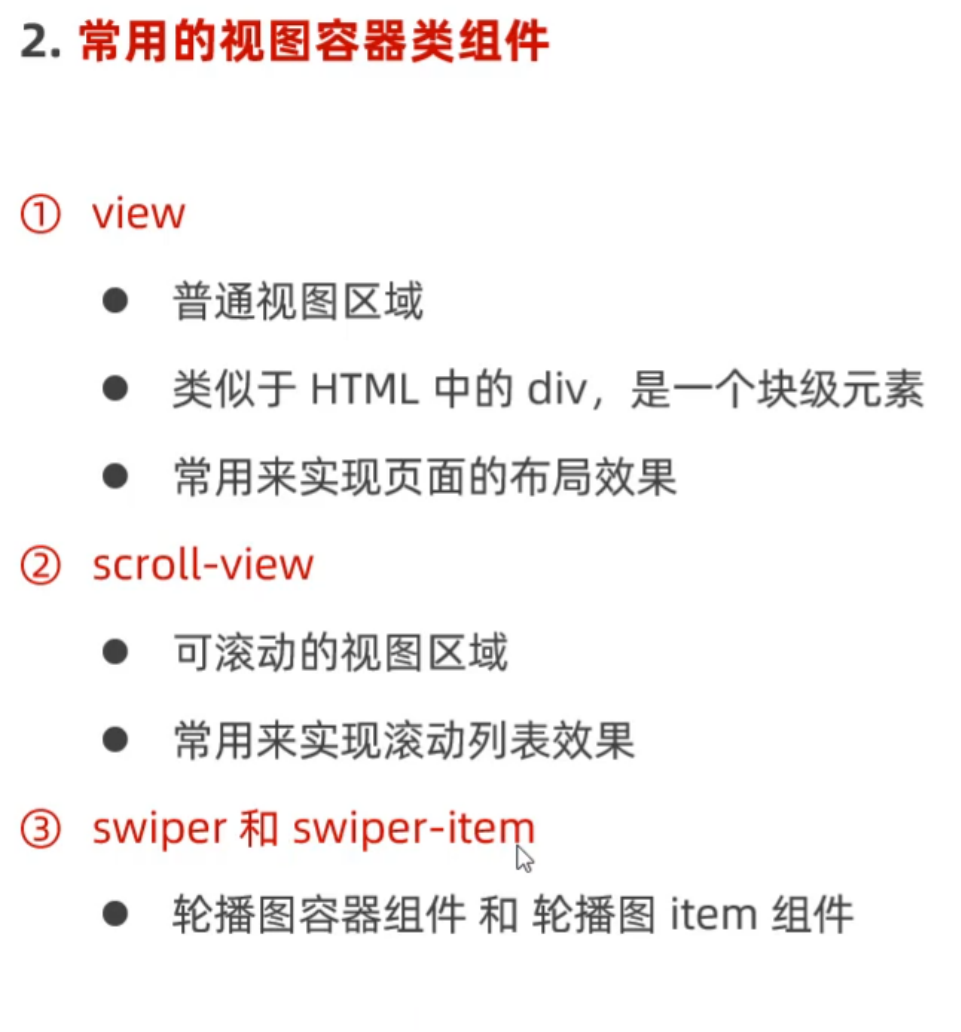 2. 常用的视图容器类组件
① view
● 普通视图区域
● 类似于 HTML 中的 div，是一个块级元素
● 常用来实现页面的布局效果
② scroll-view
● 可滚动的视图区域
● 常用来实现滚动列表效果
③ swiper 和 swiper-item
● 轮播图容器组件 和 轮播图 item 组件